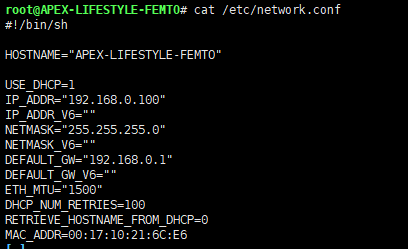 root@APEX-LIFESTYLE-FEMTO# cat /etc/network.conf
#!/bin/sh
HOSTNAME="APEX-LIFESTYLE-FEMTO"
USE_DHCP=1
IP_ADDR="192.168.0.100"
IP_ADDR_V6=""
NETMASK="255.255.255.0"
NETMASK_V6=""
DEFAULT_GW="192.168.0.1"
DEFAULT_GW_V6=""
ETH_MTU="1500"
DHCP_NUM_RETRIES=100
RETRIEVE_HOSTNAME_FROM_DHCP=0
MAC_ADDR=00:17:10:21:6C:E6